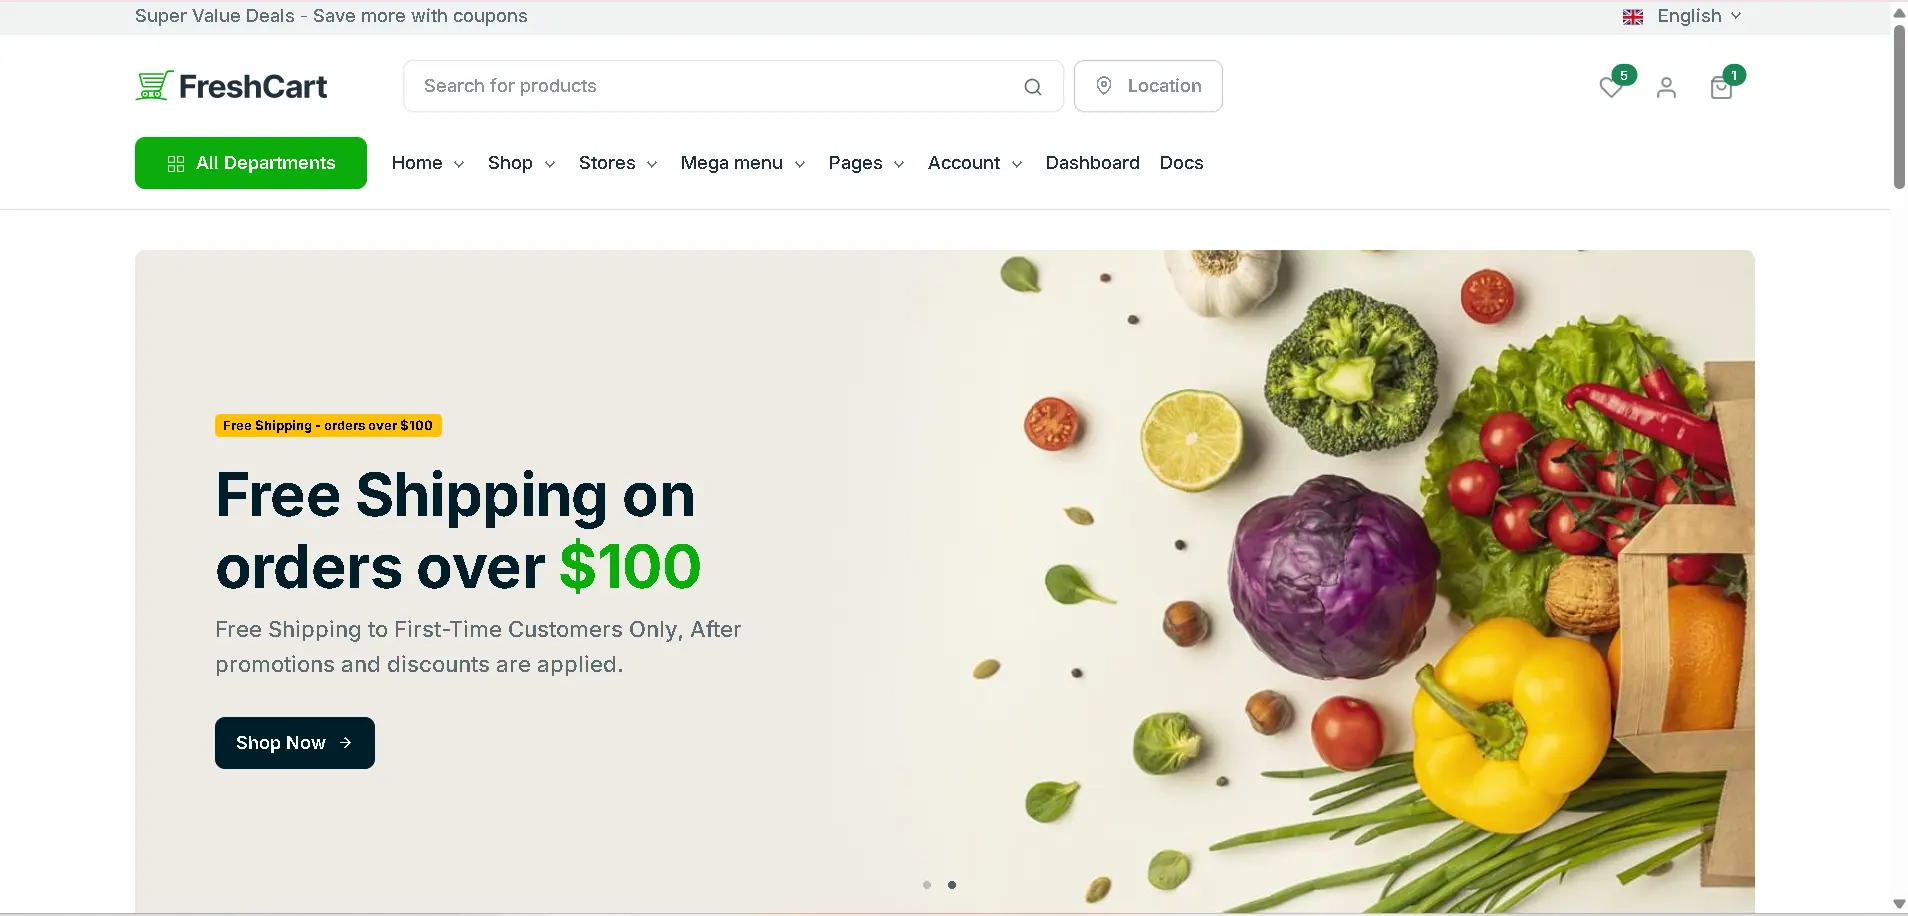 Super Value Deals - Save more with coupons
English
FreshCart
Search for products
Location
5
1
All Departments
Home
Shop
Stores
Mega menu
Pages
Account
Dashboard
Docs
Free Shipping - orders over $100
Free Shipping on
orders over $100
Free Shipping to First-Time Customers Only, After
promotions and discounts are applied.
Shop Now